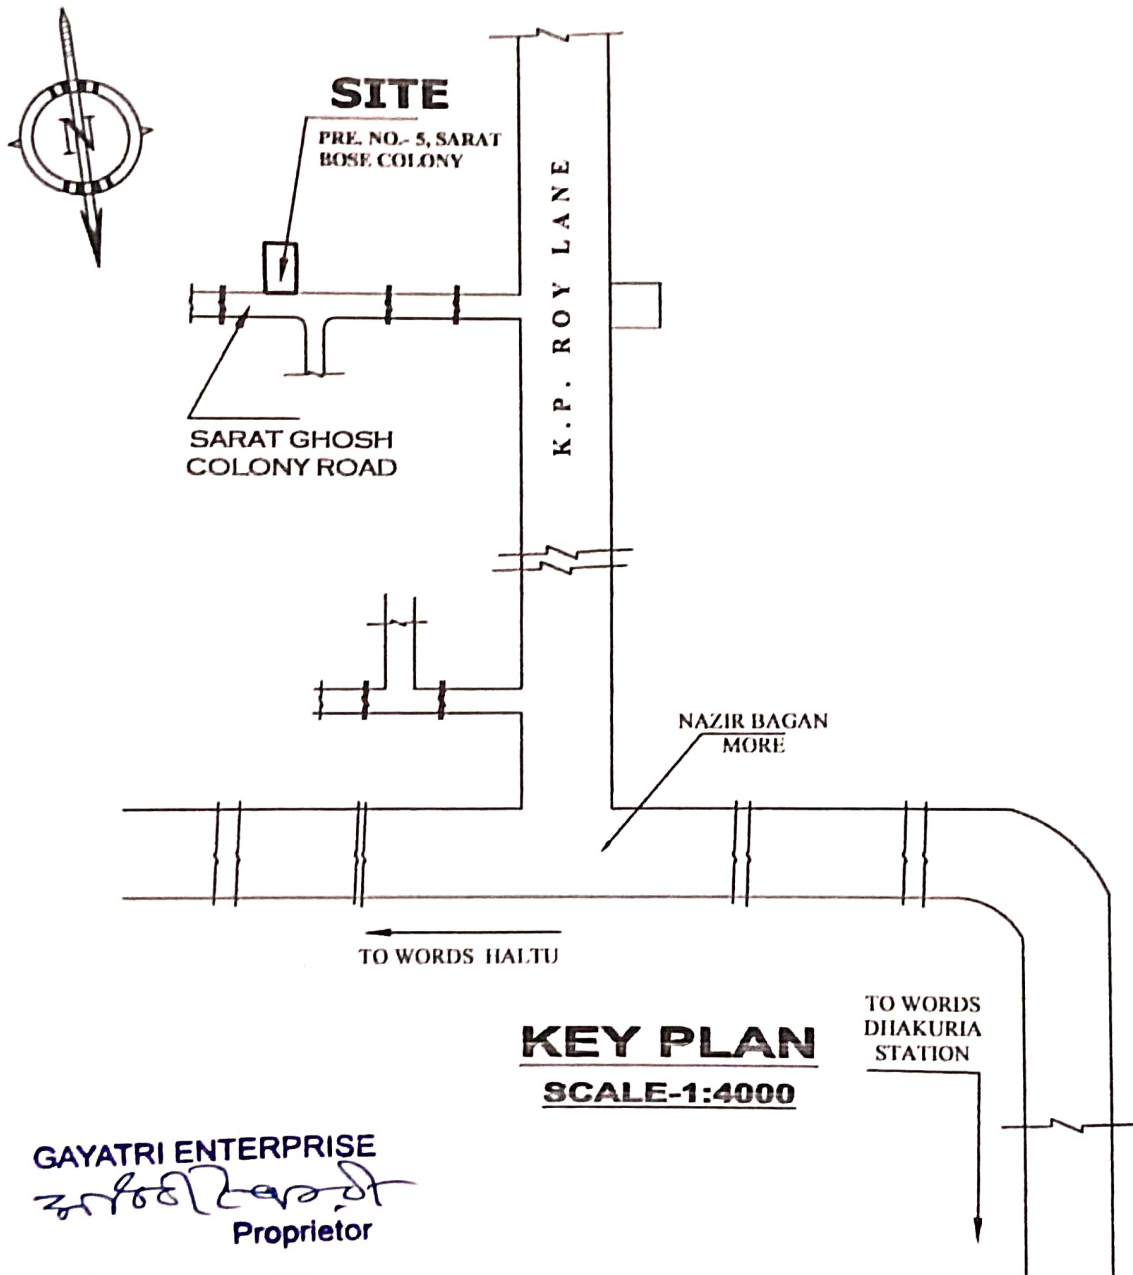 N
SITE
PRE. NO.- 5, SARAT
BOSE COLONY
K.P. ROY LANE
SARAT GHOSH
COLONY ROAD
NAZIR BAGAN
MORE
TO WORDS HALTU
TO WORDS
DHAKURIA
STATION
KEY PLAN
SCALE-1:4000
GAYATRI ENTERPRISE
Proprietor